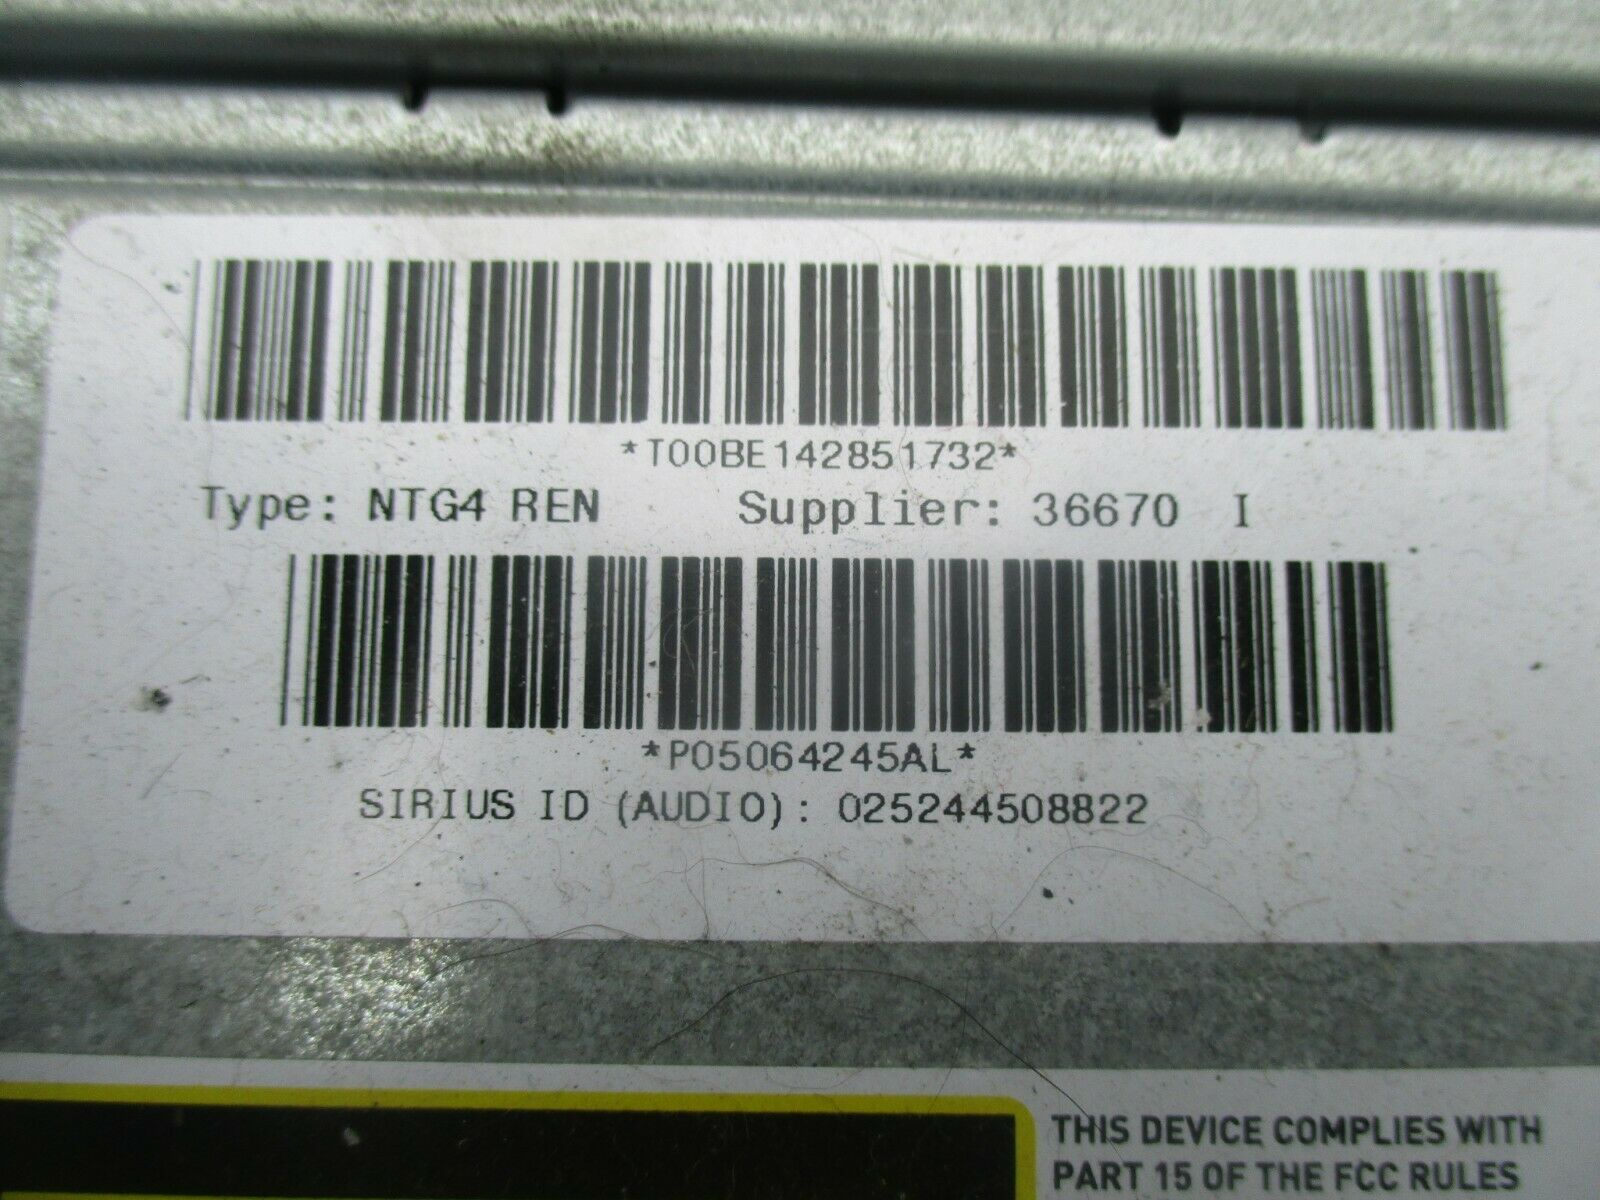 *T00BE142851732*
Type: NTG4 REN Supplier: 36670 I
*P05064245AL*
SIRIUS ID (AUDIO): 025244508822
THIS DEVICE COMPLIES WITH
PART 15 OF THE FCC RULES